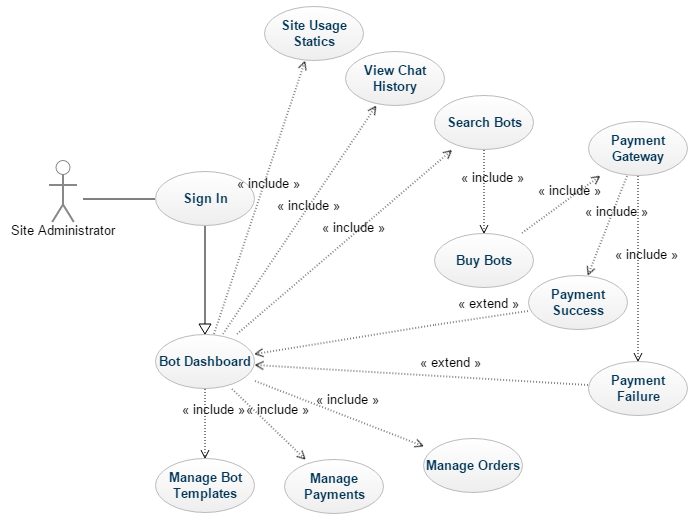 Site Usage
Statics
View Chat
History
Search Bots
Payment
Gateway
« include »
« include »
« include »
Sign In
« include »
« include »
« include »
Site Administrator
« include »
Buy Bots
« include »
Payment
Success
« extend »
Bot Dashboard
« extend »
Payment
Failure
« include »
« include »
« include »
Manage Orders
Manage Bot
Templates
Manage
Payments